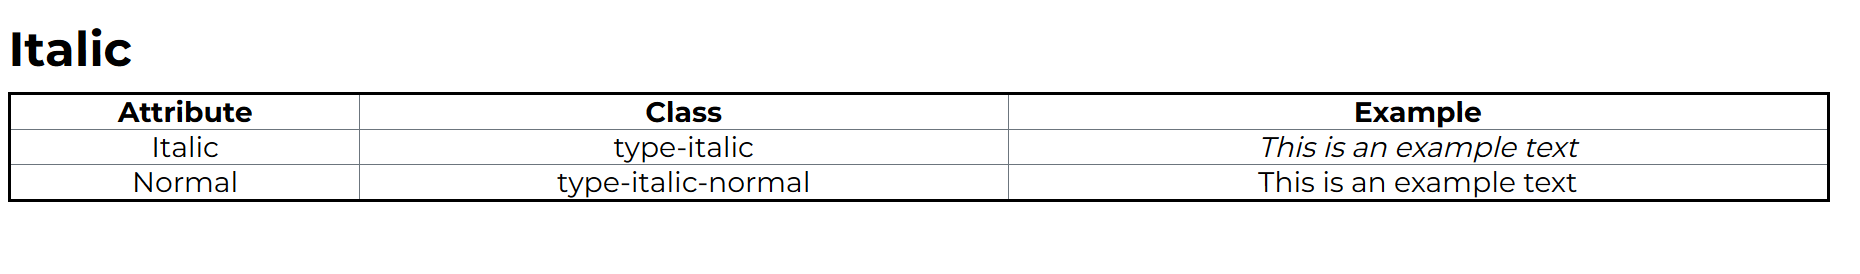 Italic
Attribute Class Example
Italic type-italic This is an example text
Normal type-italic-normal This is an example text